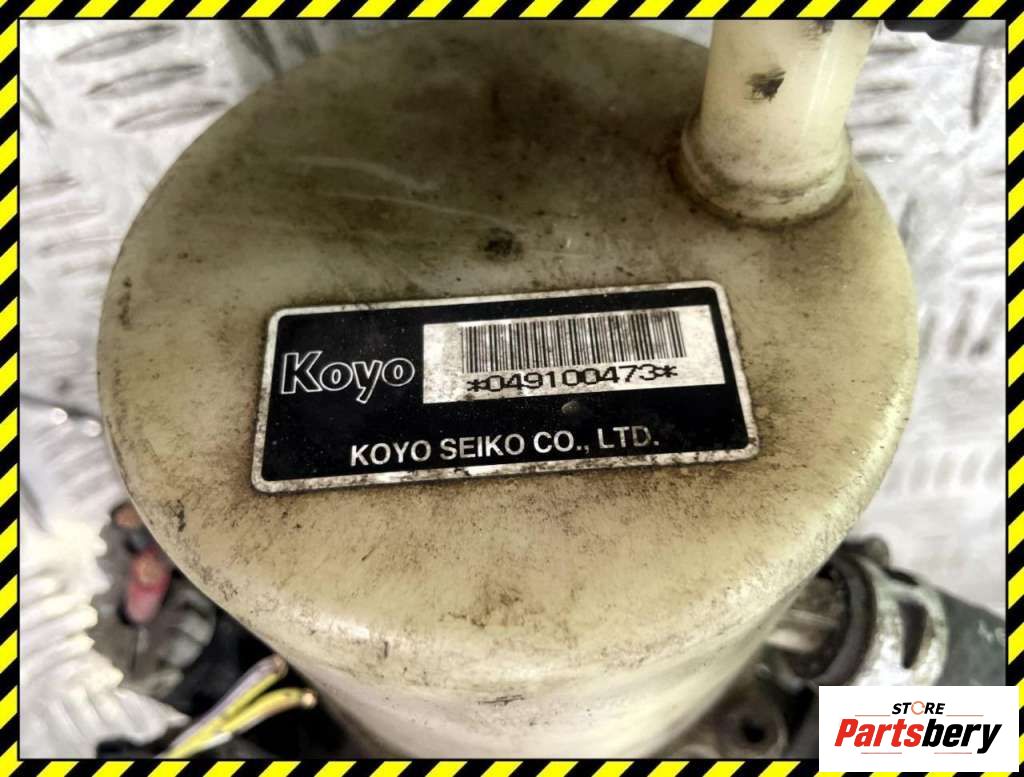 Koyo
*049100473*
KOYO SEIKO CO., LTD.
STORE
Partsbery